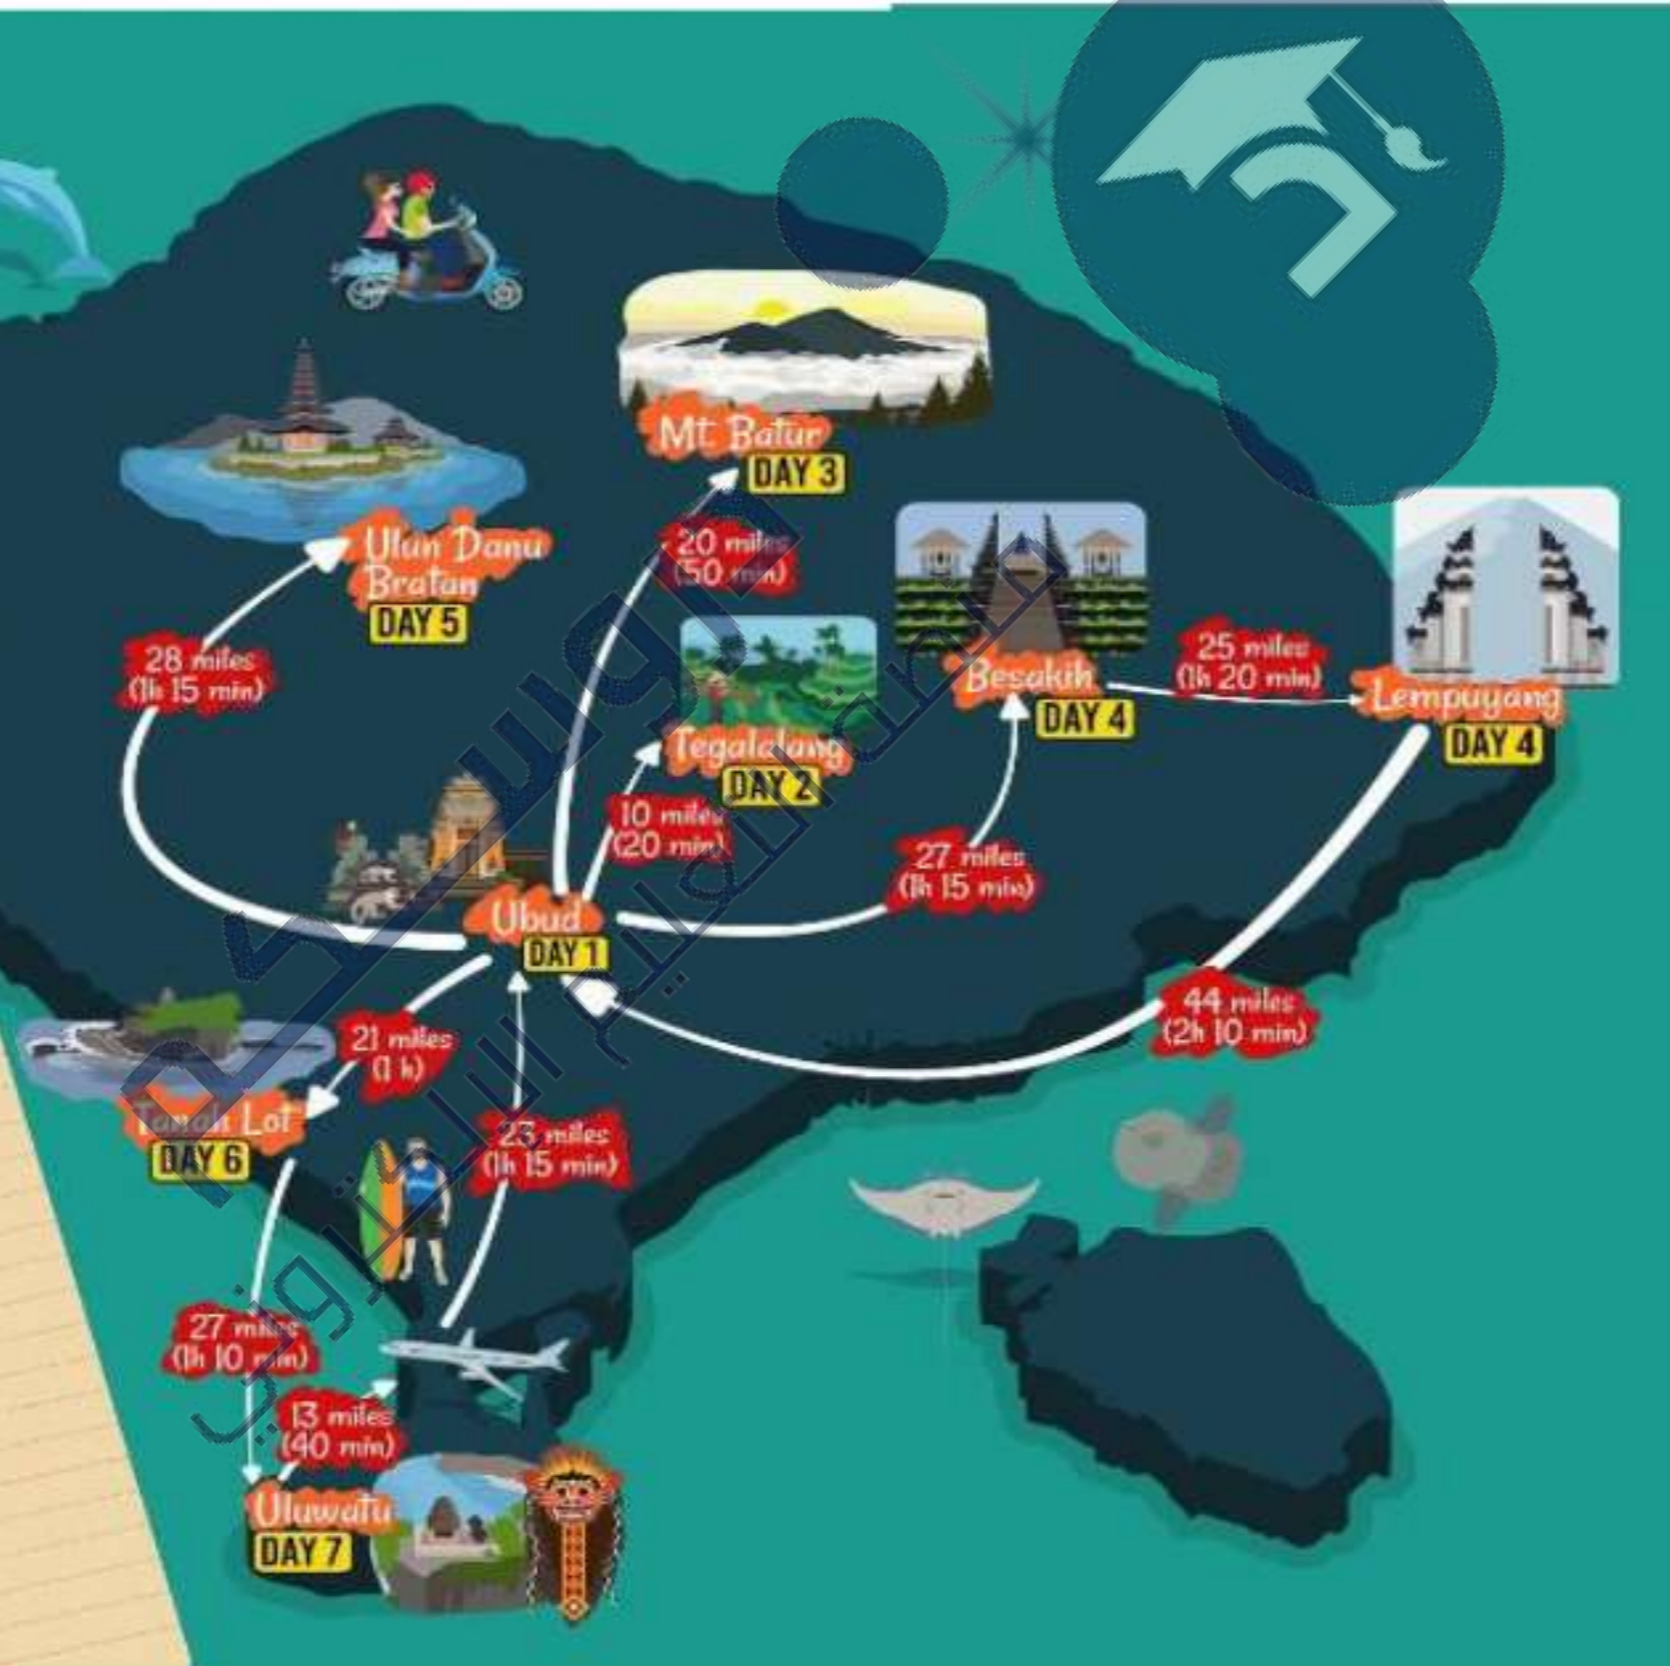 Mt. Batur
DAY 3
Ulun Danu
Bratan
DAY 5
20 miles
(50 min)
28 miles
(1h 15 min)
25 miles
(1h 20 min)
Besakih
DAY 4
Lempuyang
DAY 4
Tegalalang
DAY 2
10 miles
(20 min)
27 miles
(1h 15 min)
Ubud
DAY 1
44 miles
(2h 10 min)
21 miles
(1 h)
Tanah Lot
DAY 6
23 miles
(1h 15 min)
27 miles
(1h 10 min)
13 miles
(40 min)
Uluwatu
DAY 7